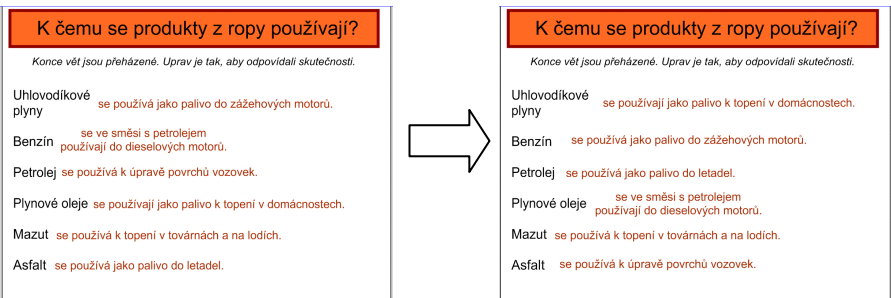 K čemu se produkty z ropy používají?
Konce vět jsou přeházené. Uprav je tak, aby odpovídali skutečnosti.
Uhlovodíkové
plyny
se používá jako palivo do zážehových motorů.
Benzín
se ve směsi s petrolejem
používají do dieselových motorů.
Petrolej se používá k úpravě povrchů vozovek.
Plynové oleje se používají jako palivo k topení v domácnostech.
Mazut se používá k topení v továrnách a na lodích.
Asfalt se používá jako palivo do letadel.
K čemu se produkty z ropy používají?
Konce vět jsou přeházené. Uprav je tak, aby odpovídali skutečnosti.
Uhlovodíkové
plyny
se používají jako palivo k topení v domácnostech.
Benzín se používá jako palivo do zážehových motorů.
Petrolej se používá jako palivo do letadel.
Plynové oleje
se ve směsi s petrolejem
používají do dieselových motorů.
Mazut se používá k topení v továrnách a na lodích.
Asfalt se používá k úpravě povrchů vozovek.